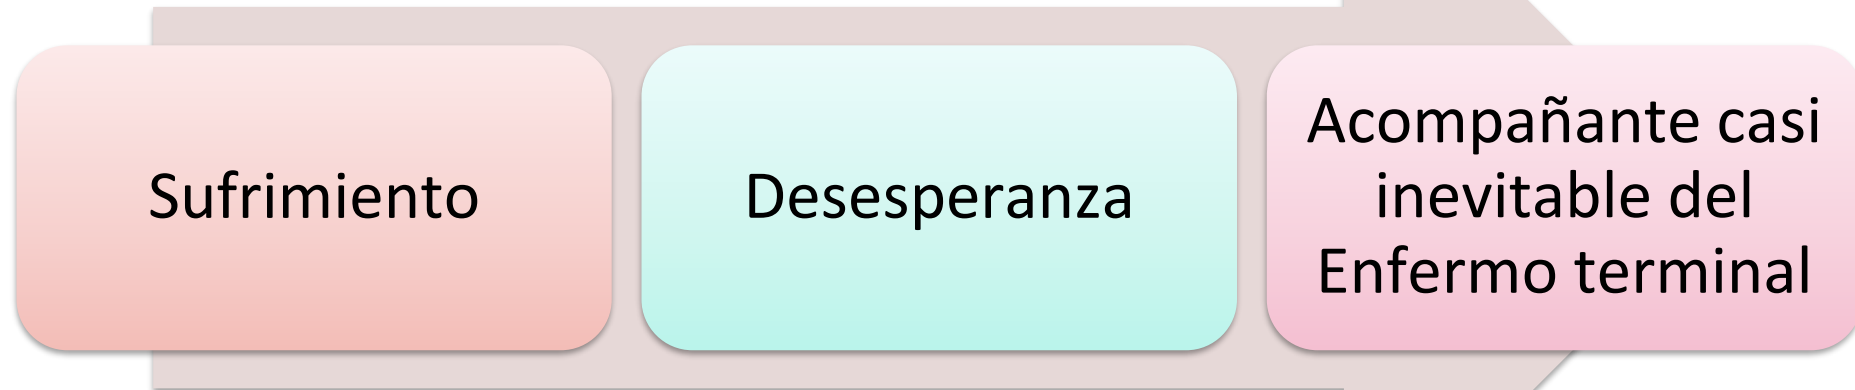 Sufrimiento
Desesperanza
Acompañante casi
inevitable del
Enfermo terminal